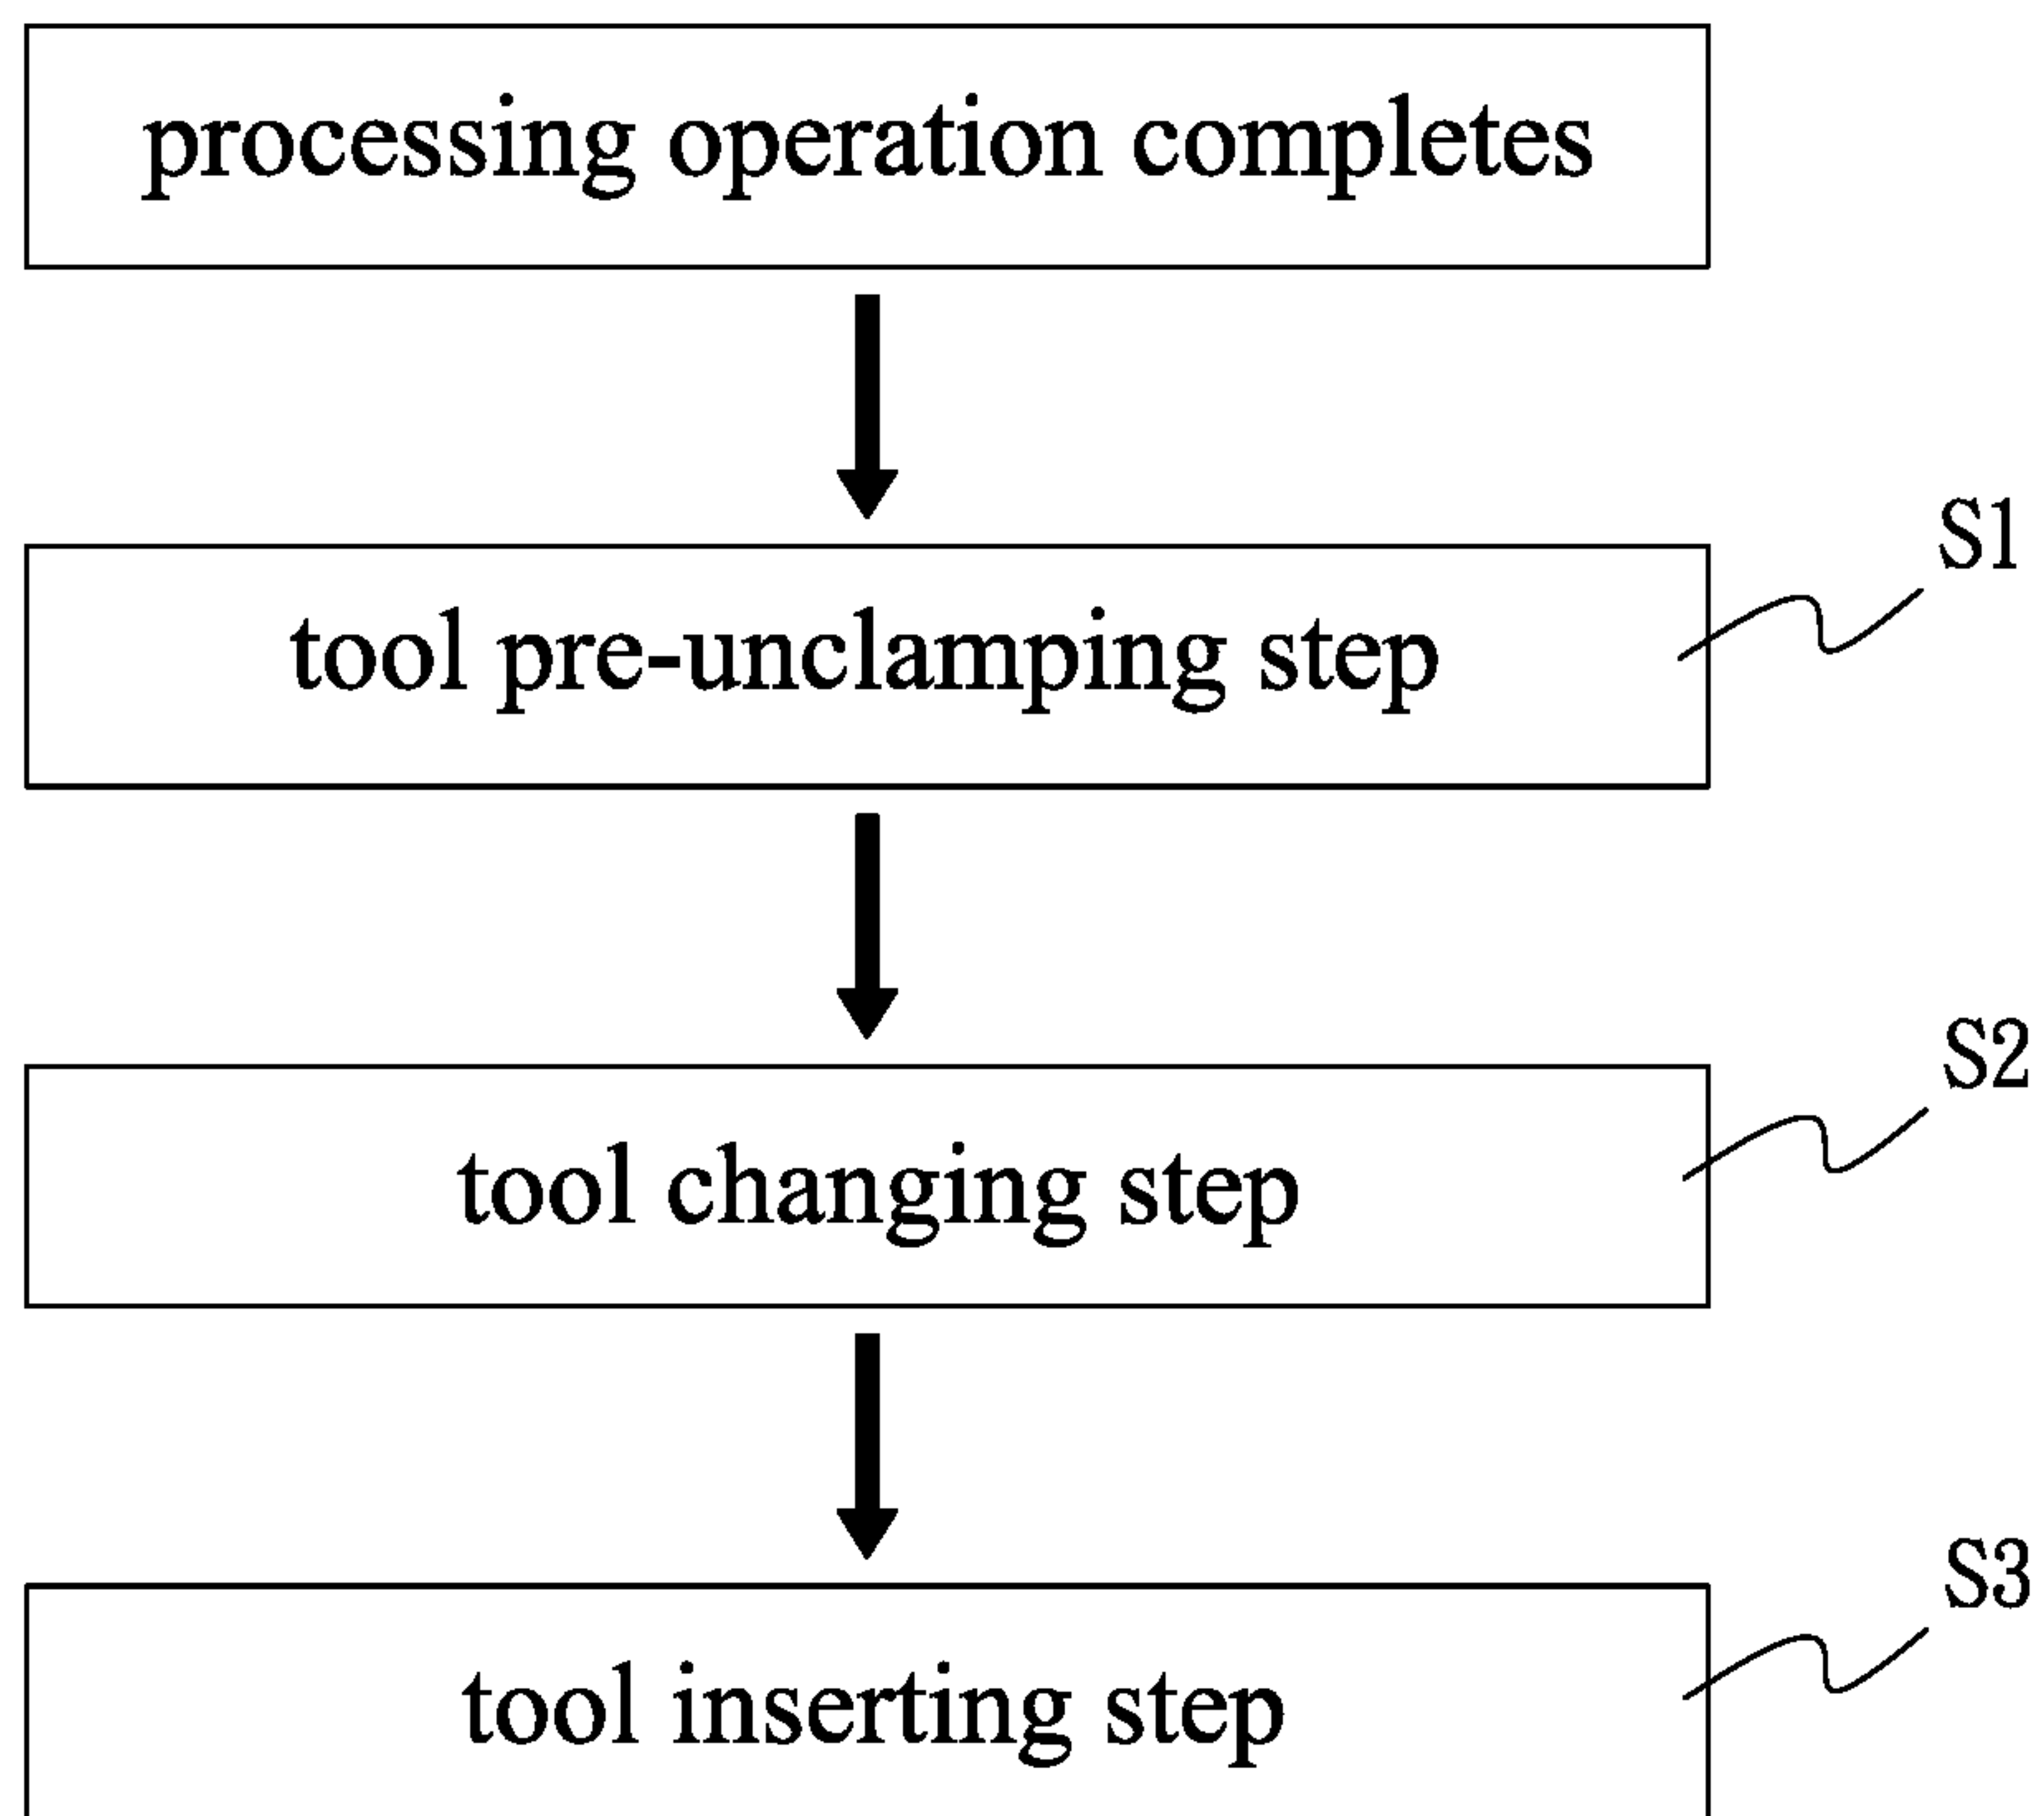 processing operation completes
S1
tool pre-unclamping step
S2
tool changing step
S3
tool inserting step